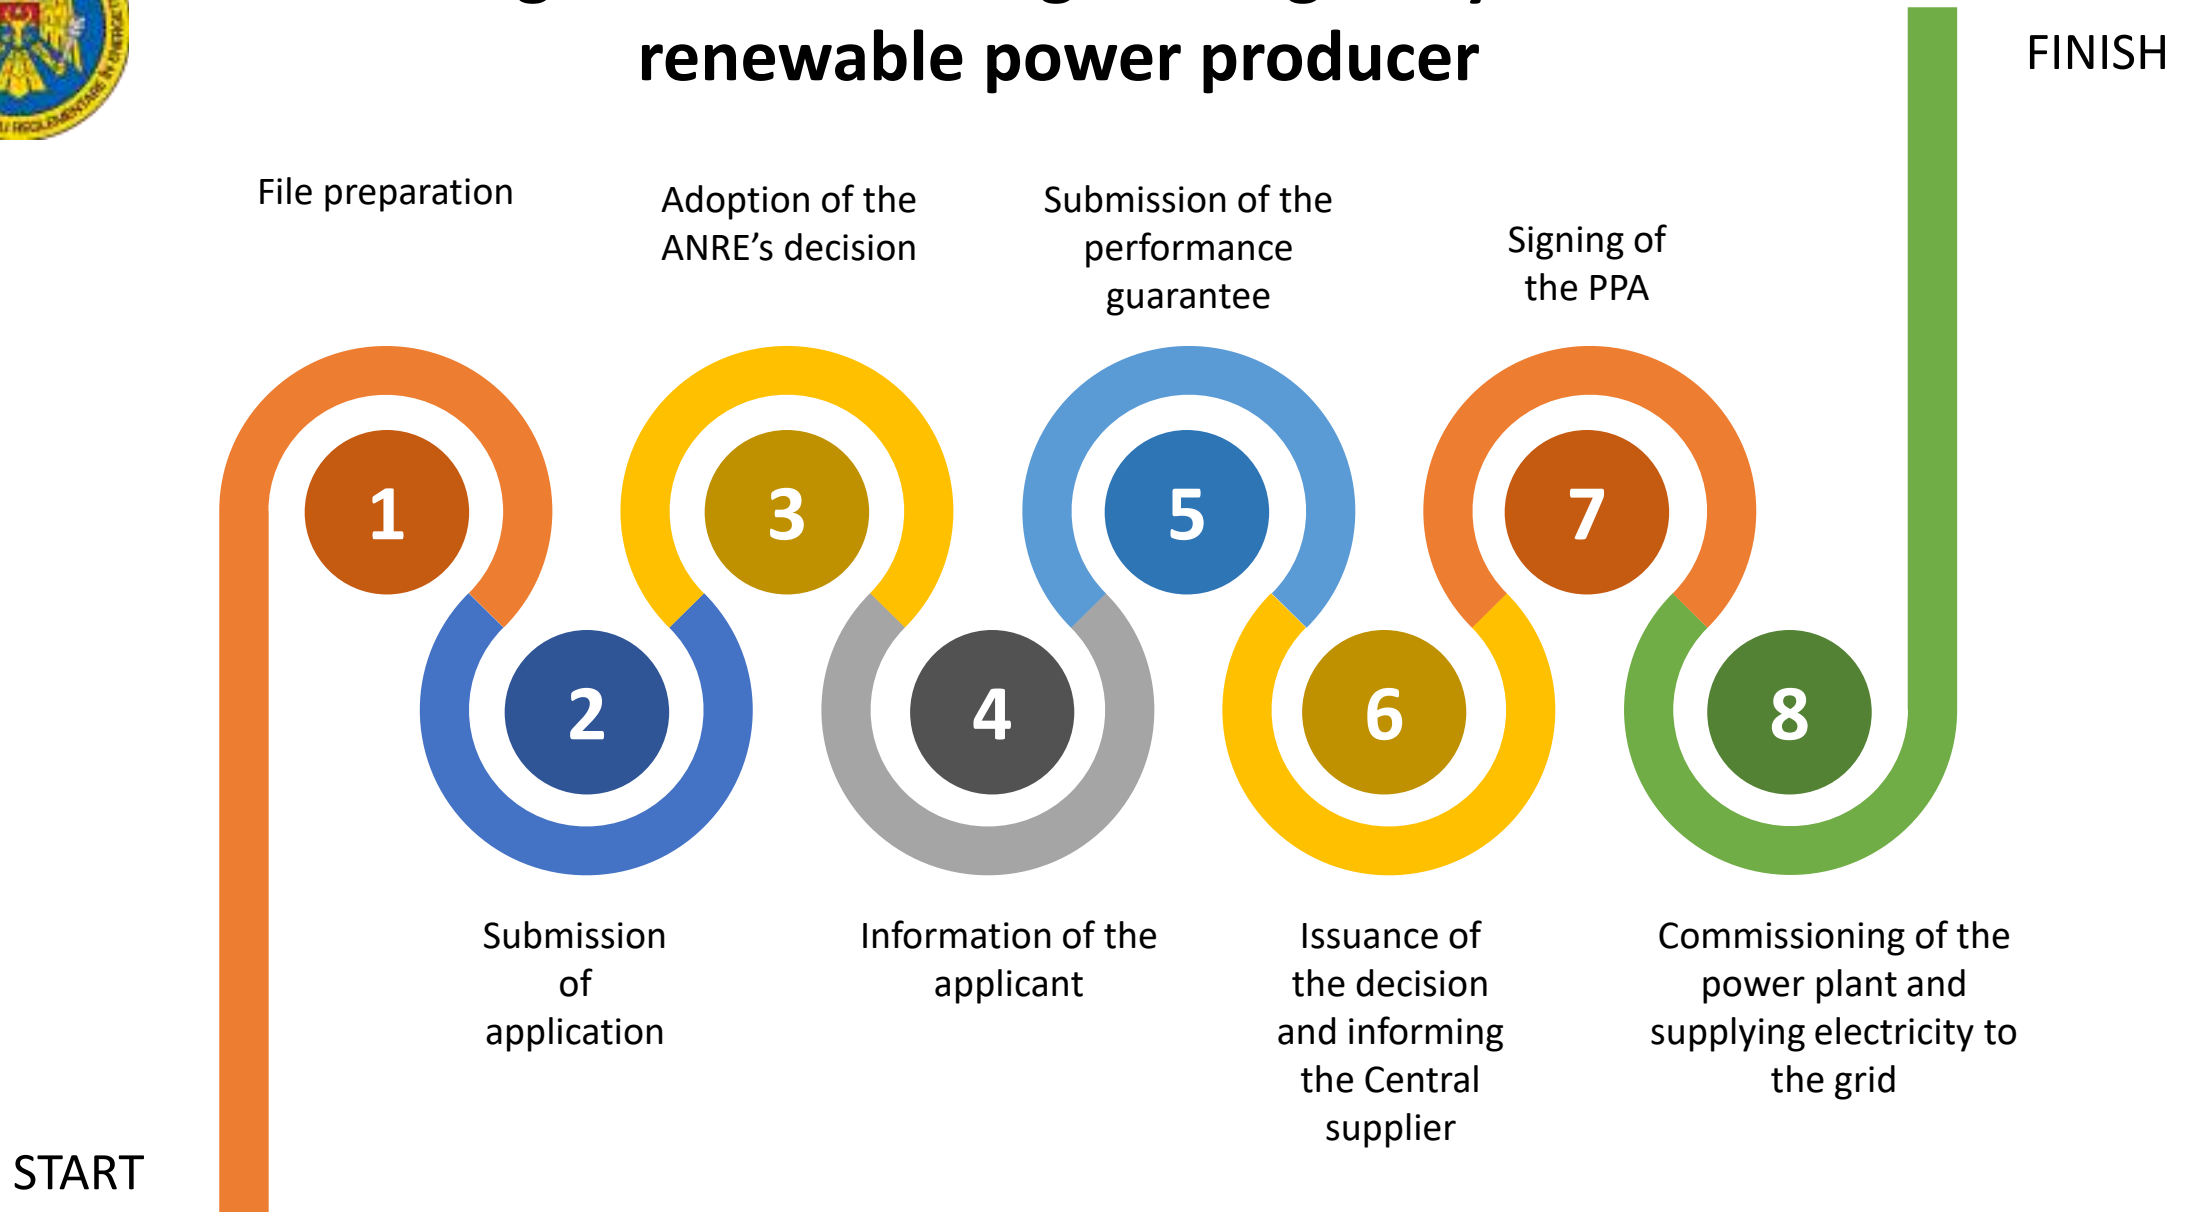 renewable power producer
FINISH
File preparation
Adoption of the
ANRE’s decision
Submission of the
performance
guarantee
Signing of
the PPA
1
3
5
7
2
4
6
8
Submission
of
application
Information of the
applicant
Issuance of
the decision
and informing
the Central
supplier
Commissioning of the
power plant and
supplying electricity to
the grid
START